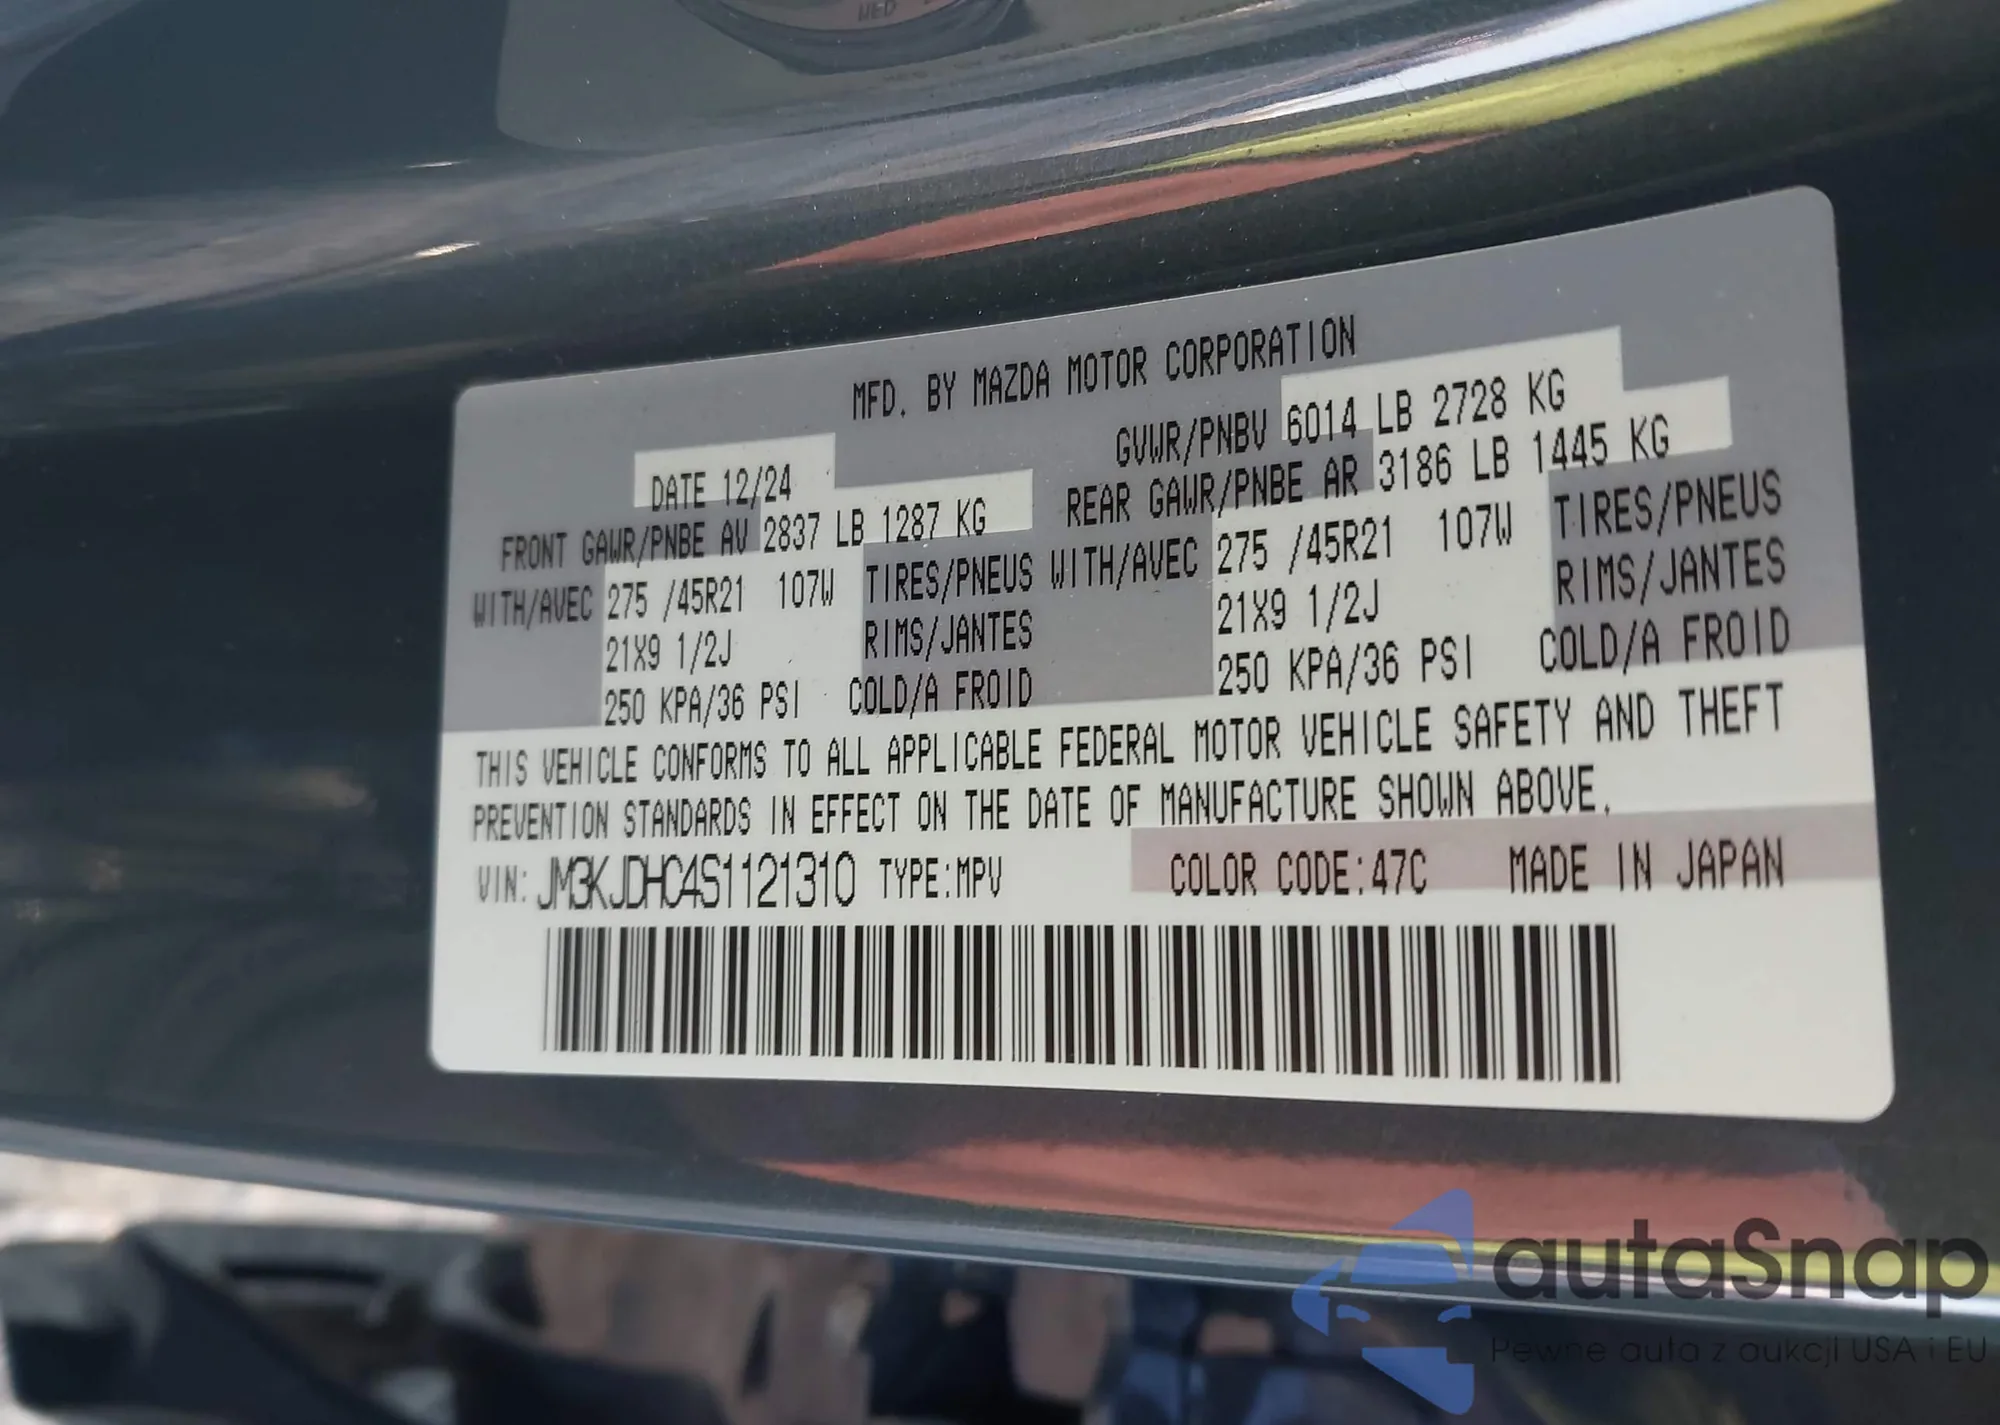 WED
MFD. BY MAZDA MOTOR CORPORATION
DATE 12/24 GVWR/PNBV 6014 LB 2728 KG
FRONT GAWR/PNBE AV 2837 LB 1287 KG REAR GAWR/PNBE AR 3186 LB 1445 KG
WITH/AVEC 275 /45R21 107W TIRES/PNEUS WITH/AVEC 275 /45R21 107W TIRES/PNEUS
21X9 1/2J RIMS/JANTES 21X9 1/2J RIMS/JANTES
250 KPA/36 PSI COLD/A FROID 250 KPA/36 PSI COLD/A FROID
THIS VEHICLE CONFORMS TO ALL APPLICABLE FEDERAL MOTOR VEHICLE SAFETY AND THEFT
PREVENTION STANDARDS IN EFFECT ON THE DATE OF MANUFACTURE SHOWN ABOVE.
VIN: JM3KJDHC4S1121310 TYPE:MPV COLOR CODE:47C MADE IN JAPAN
autaSnap
Pewne auta z aukcji USA i EU